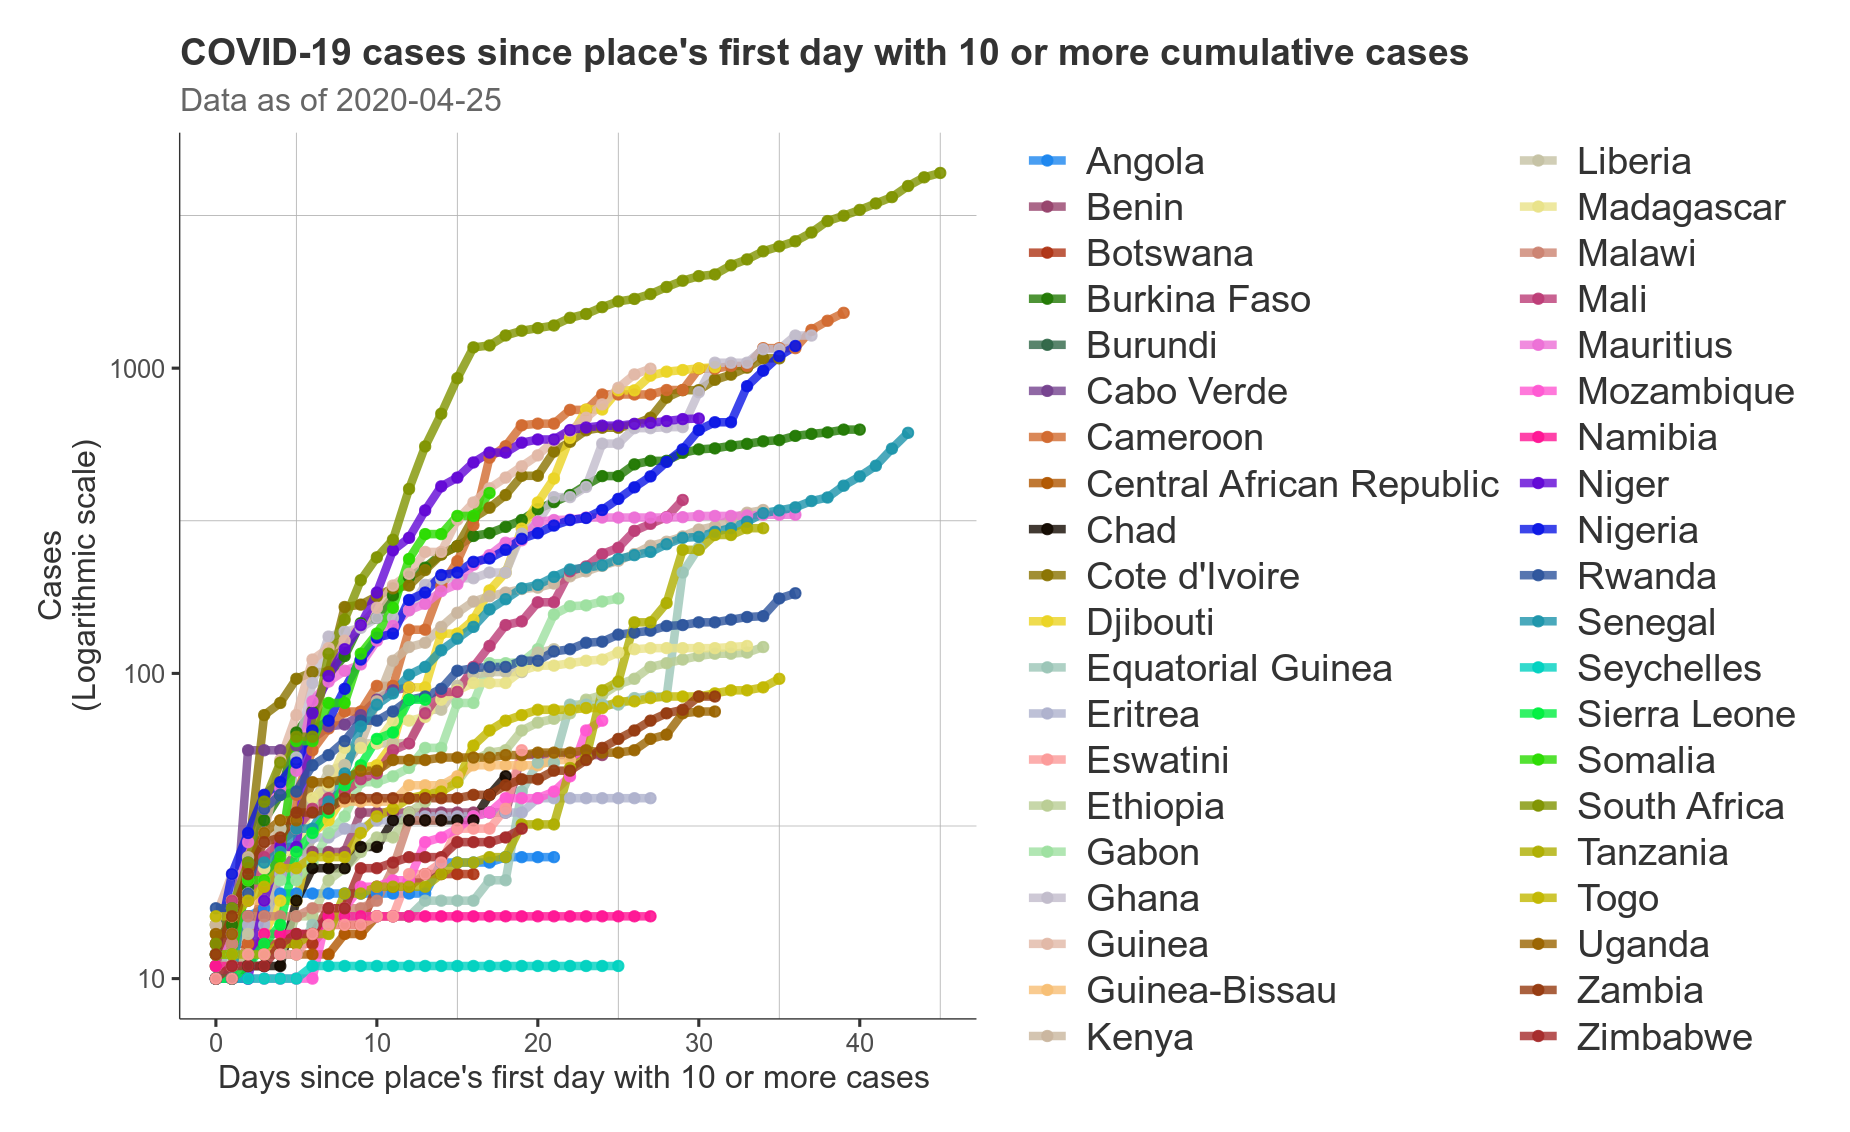 COVID-19 cases since place's first day with 10 or more cumulative cases
Data as of 2020-04-25
Cases
(Logarithmic scale)
1000
100
10
0 10 20 30 40
Days since place's first day with 10 or more cases
Angola
Benin
Botswana
Burkina Faso
Burundi
Cabo Verde
Cameroon
Central African Republic
Chad
Cote d'Ivoire
Djibouti
Equatorial Guinea
Eritrea
Eswatini
Ethiopia
Gabon
Ghana
Guinea
Guinea-Bissau
Kenya
Liberia
Madagascar
Malawi
Mali
Mauritius
Mozambique
Namibia
Niger
Nigeria
Rwanda
Senegal
Seychelles
Sierra Leone
Somalia
South Africa
Tanzania
Togo
Uganda
Zambia
Zimbabwe